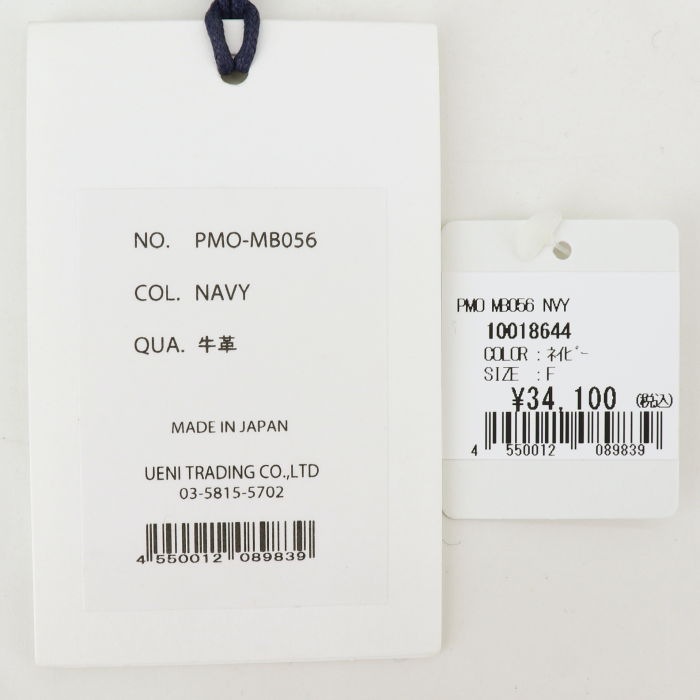 NO. PMO-MB056
COL. NAVY
QUA. 牛革
MADE IN JAPAN
UENI TRADING CO.,LTD
03-5815-5702
4 550012 089839
PMO MB056 NVY
10018644
COLOR : ﾈｲﾋﾞｰ
SIZE : F
¥34,100 (税込)
4 550012 089839